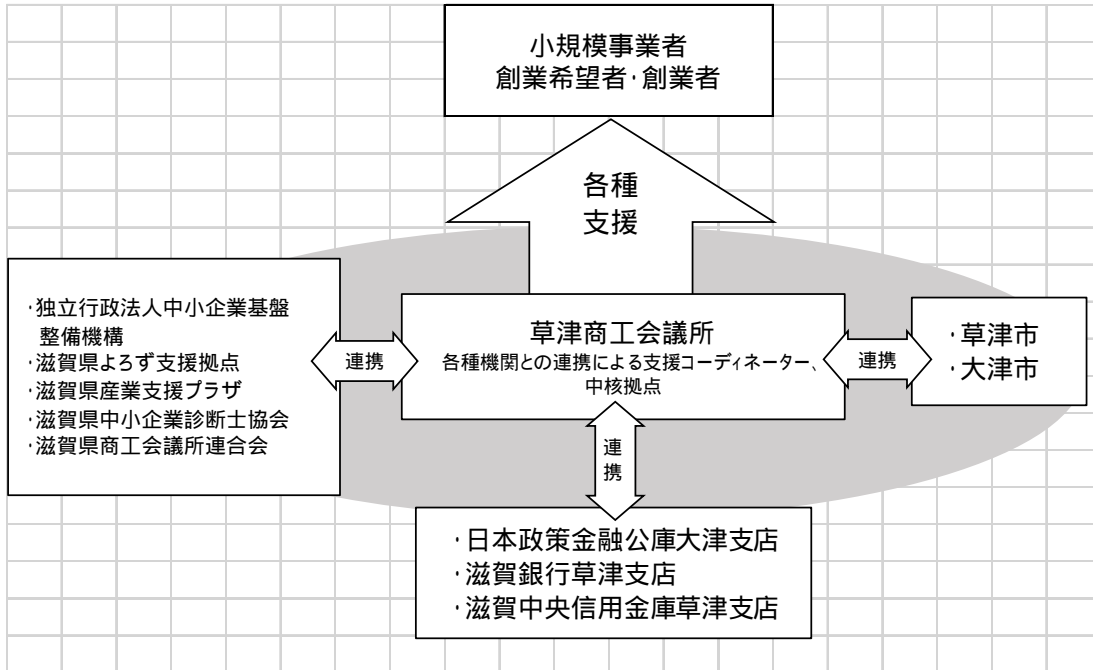 小規模事業者
創業希望者・創業者
各種
支援
・独立行政法人中小企業基盤
整備機構
・滋賀県よろず支援拠点
・滋賀県産業支援プラザ
・滋賀県中小企業診断士協会
・滋賀県商工会議所連合会
連携
草津商工会議所
各種機関との連携による支援コーディネーター、
中核拠点
連携
・草津市
・大津市
連
携
・日本政策金融公庫大津支店
・滋賀銀行草津支店
・滋賀中央信用金庫草津支店